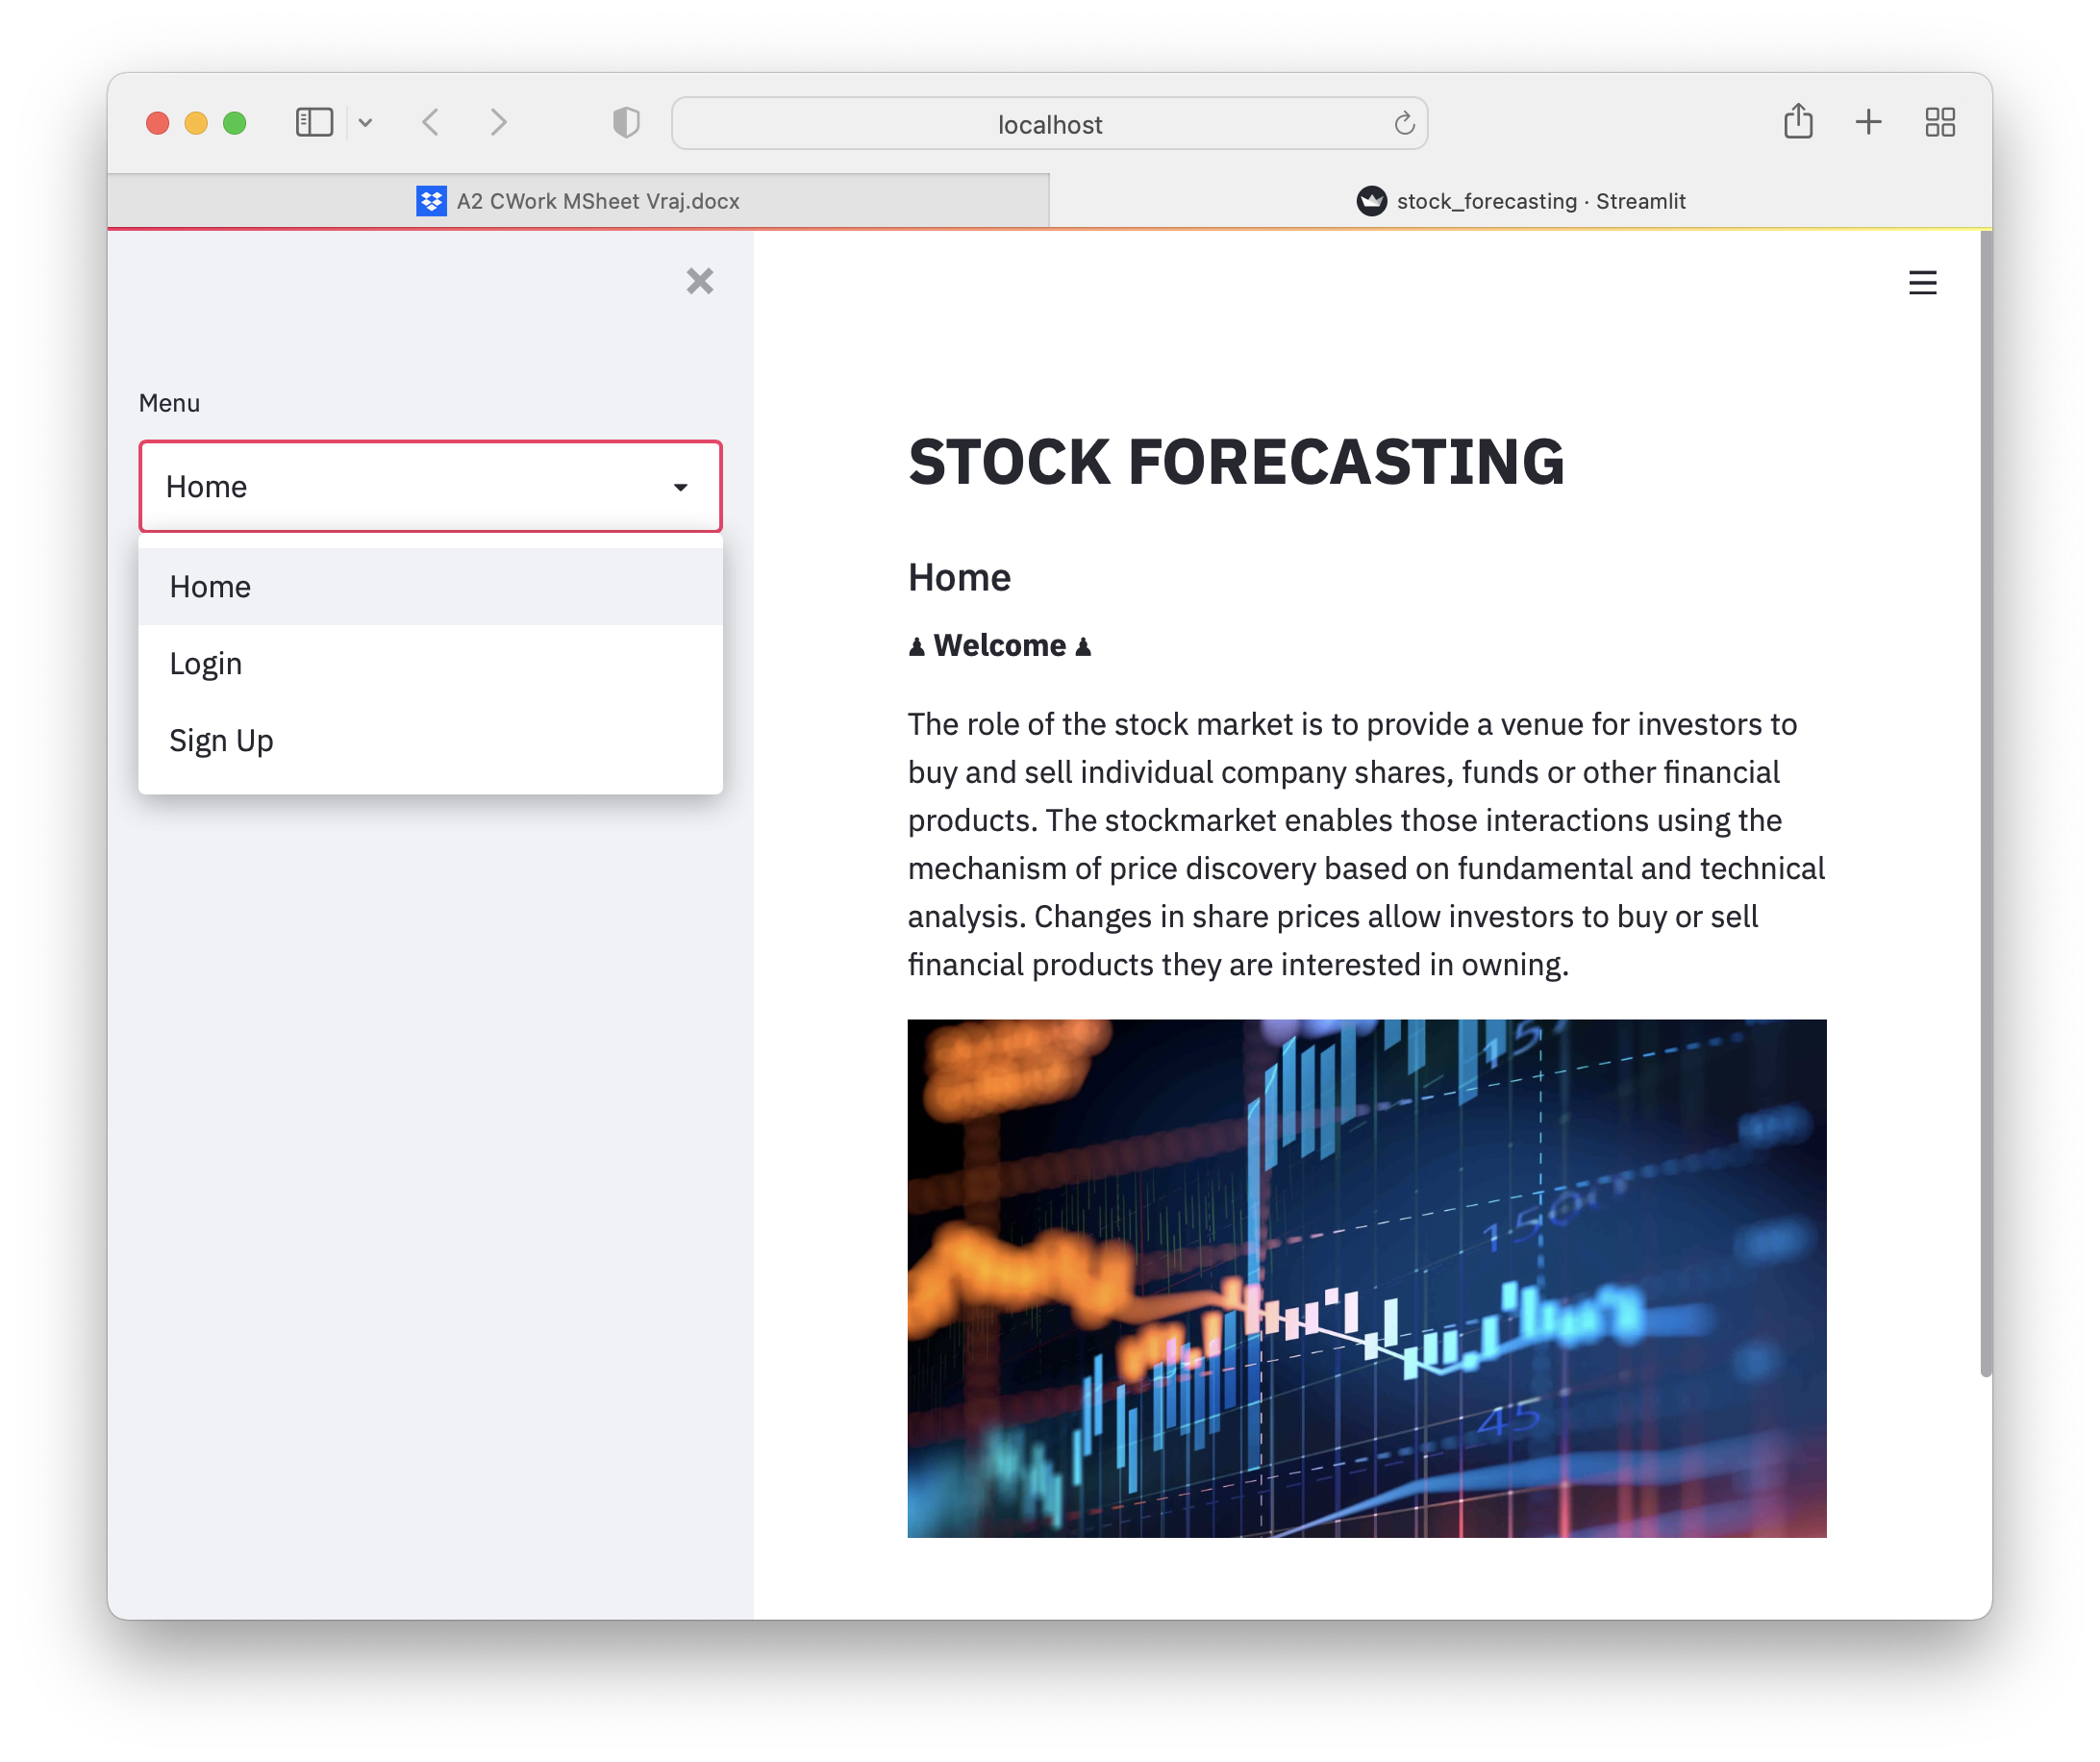 localhost
A2 CWork MSheet Vraj.docx
stock_forecasting · Streamlit
Menu
Home
Home
Login
Sign Up
STOCK FORECASTING
Home
♟ Welcome ♟
The role of the stock market is to provide a venue for investors to
buy and sell individual company shares, funds or other financial
products. The stockmarket enables those interactions using the
mechanism of price discovery based on fundamental and technical
analysis. Changes in share prices allow investors to buy or sell
financial products they are interested in owning.
45